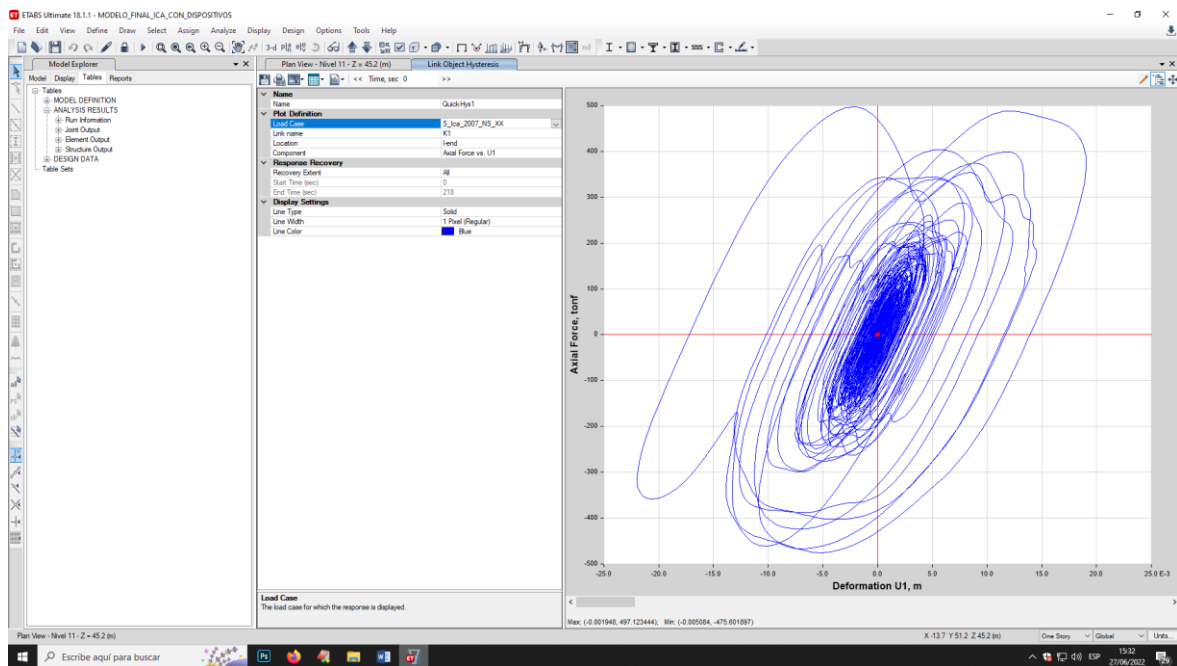 ETABS Ultimate 18.1.1 - MODELO_FINAL_ICA_CON_DISPOSITIVOS
File Edit View Define Draw Select Assign Analyze Display Design Options Tools Help
Model Explorer
Plan View - Nivel 11 - Z = 45.2 (m)
Link Object Hysteresis
Model Display Tables Reports
<< Time, sec 0 >>
Tables
MODEL DEFINITION
ANALYSIS RESULTS
Run Information
Joint Output
Element Output
Structure Output
DESIGN DATA
Table Sets
Name
Name QuickHys1
Plot Definition
Load Case S_Ica_2007_NS_XX
Link name K1
Location I-end
Component Axial Force vs. U1
Response Recovery
Recovery Extent All
Start Time (sec) 0
End Time (sec) 218
Display Settings
Line Type Solid
Line Width 1 Pixel (Regular)
Line Color Blue
500
400
300
200
100
0
-100
-200
-300
-400
-500
Axial Force, tonf
-25.0 -20.0 -15.0 -10.0 -5.0 0.0 5.0 10.0 15.0 20.0 25.0 E-3
Deformation U1, m
Load Case
The load case for which the response is displayed.
Max: (-0.001948, 497.123444); Min: (-0.005084, -475.601897)
Plan View - Nivel 11 - Z = 45.2 (m)
X -13.7 Y 51.2 Z 45.2 (m)
One Story Global Units...
Escribe aquí para buscar
ESP
15:32
27/06/2022